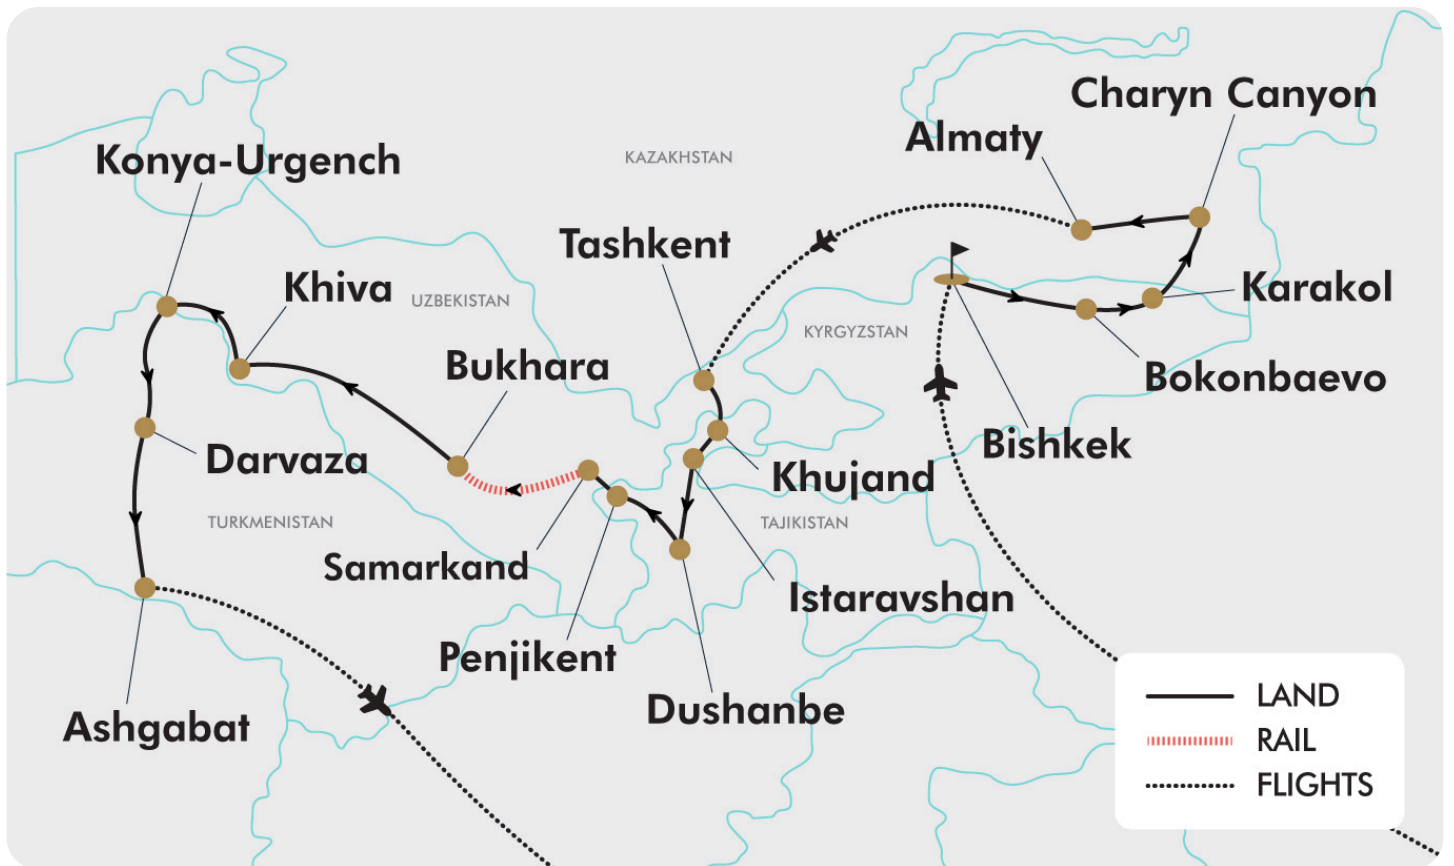 Charyn Canyon
Almaty
KAZAKHSTAN
Konya-Urgench
Tashkent
Khiva
UZBEKISTAN
Karakol
KYRGYZSTAN
Bukhara
Bokonbaevo
Bishkek
Darvaza
Khujand
TURKMENISTAN
TAJIKISTAN
Samarkand
Istaravshan
Penjikent
Dushanbe
Ashgabat
LAND
RAIL
FLIGHTS